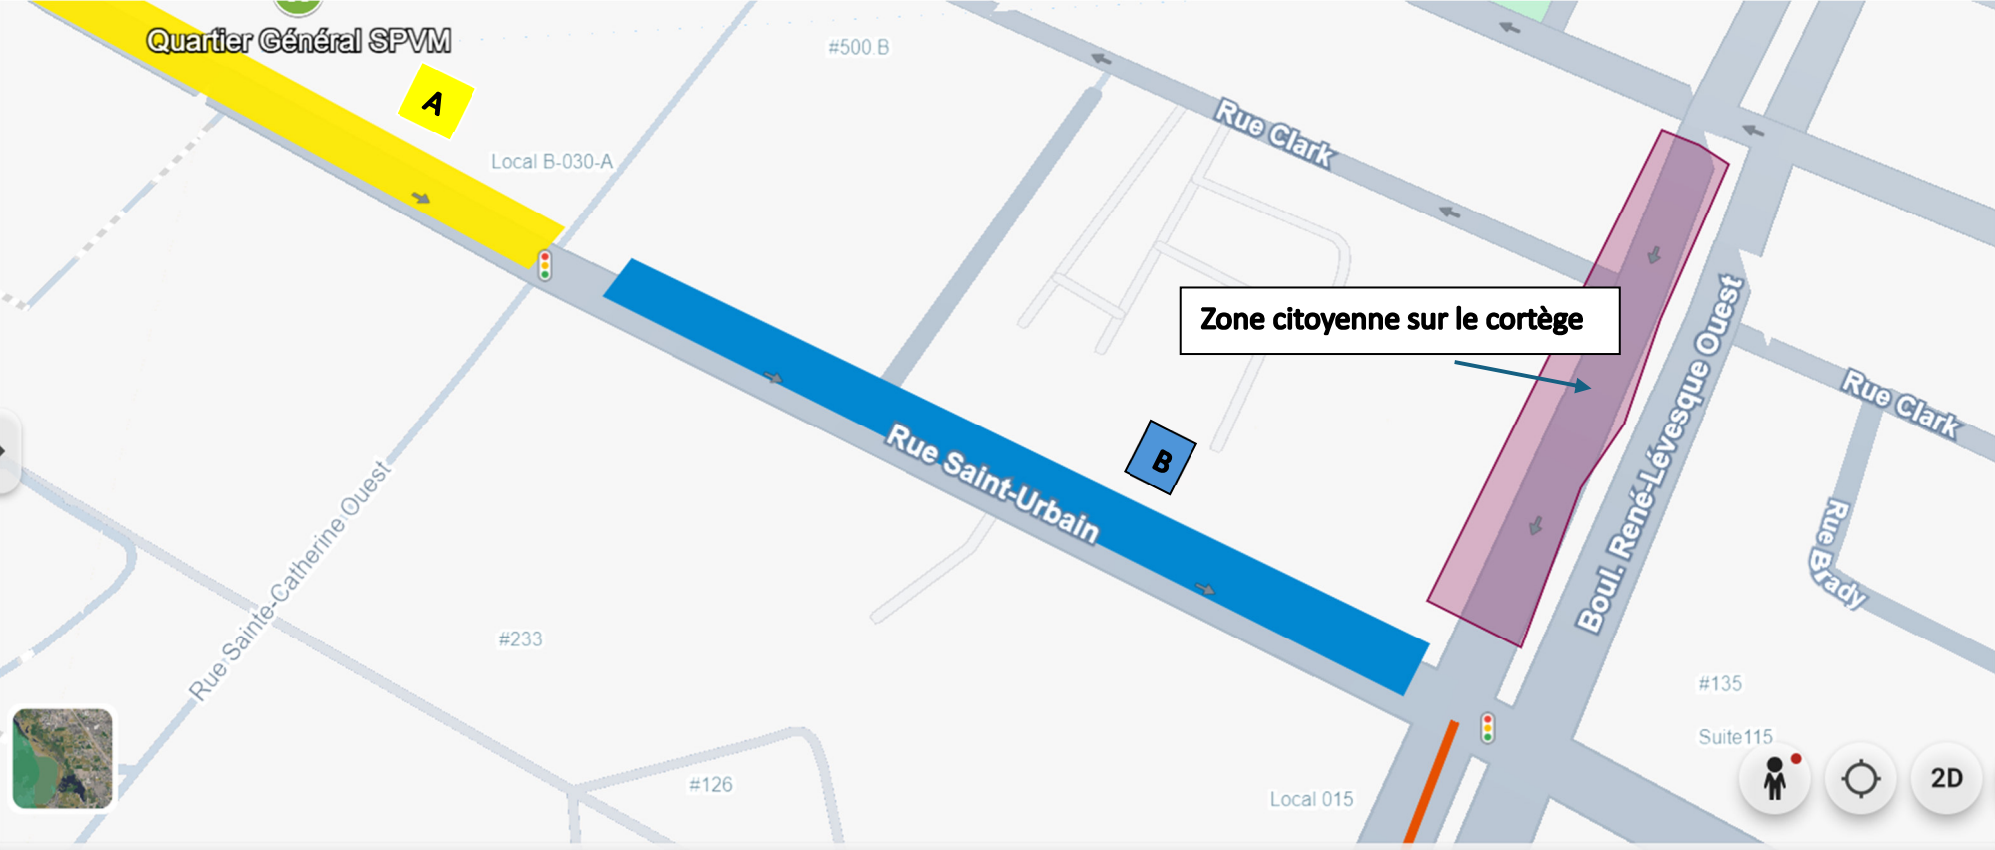 Quartier Général SPVM
#500.B
A
Rue Clark
Local B-030-A
Zone citoyenne sur le cortège
Boul. René-Lévesque Ouest
Rue Clark
Rue Saint-Urbain
B
Rue Brady
Rue Sainte-Catherine Ouest
#233
#135
Suite115
#126
Local 015
2D